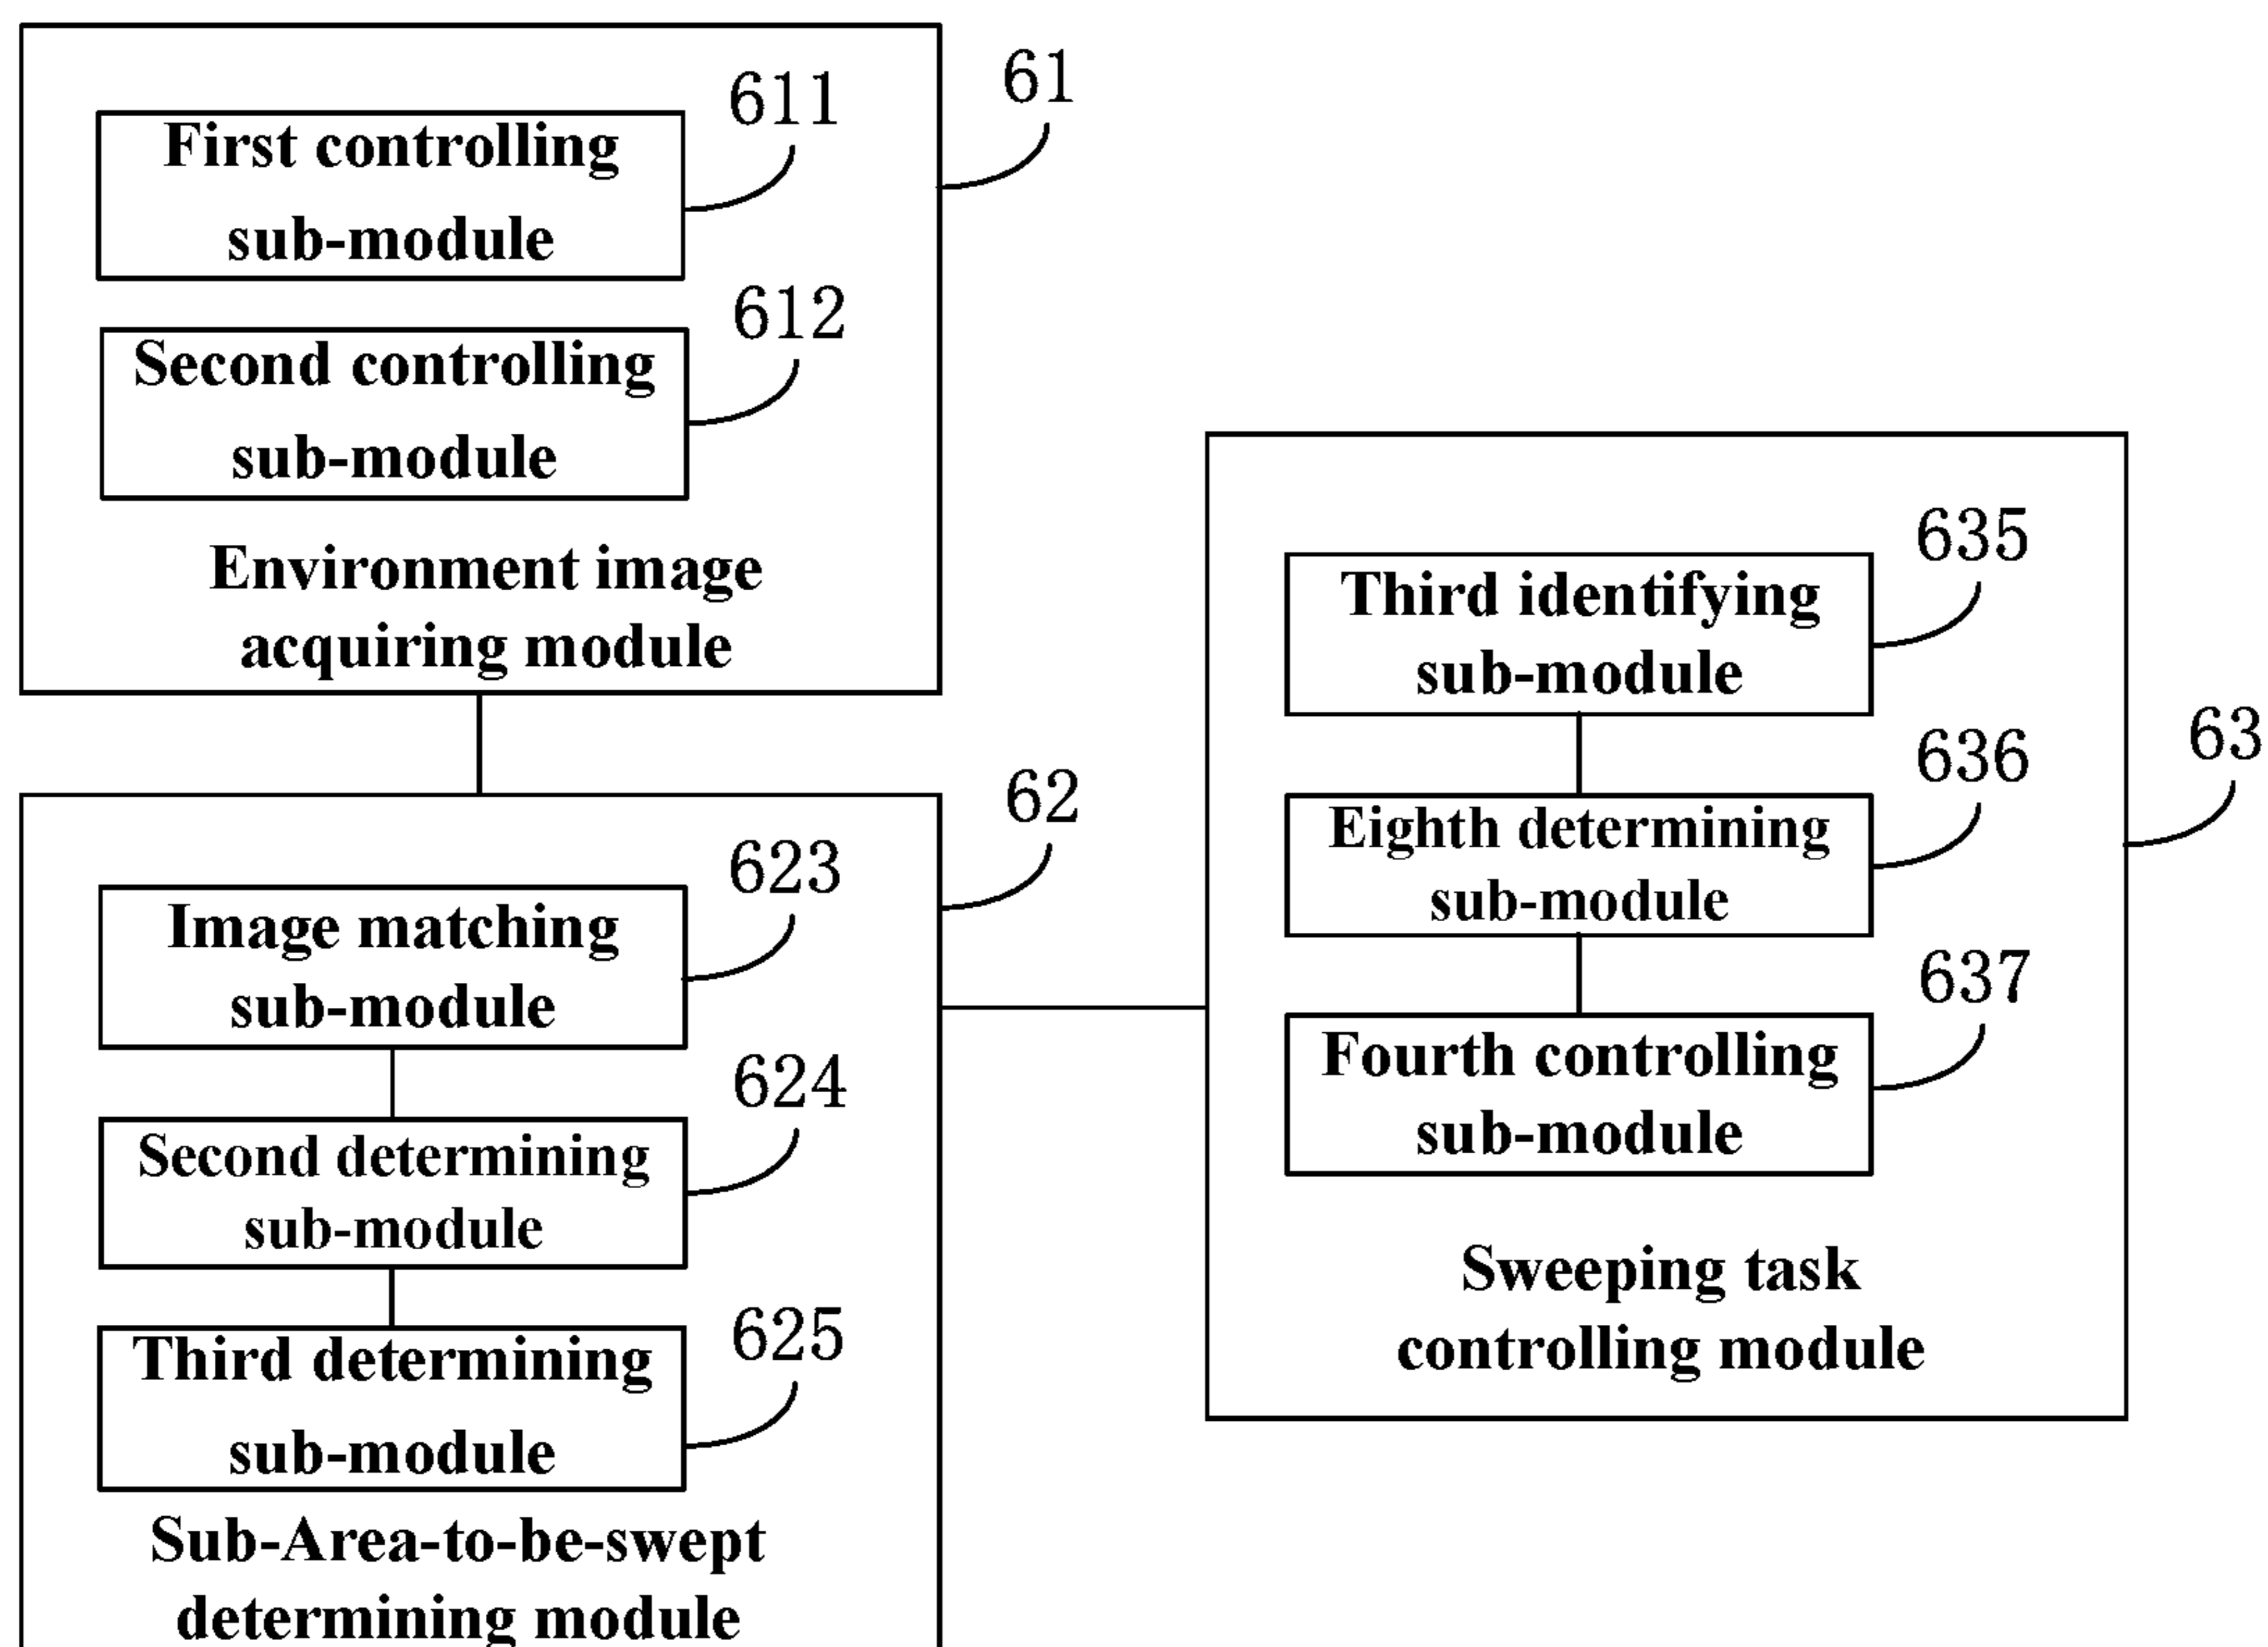 61
611
First controlling
sub-module
612
Second controlling
sub-module
Environment image
acquiring module
62
623
Image matching
sub-module
624
Second determining
sub-module
625
Third determining
sub-module
Sub-Area-to-be-swept
determining module
63
635
Third identifying
sub-module
636
Eighth determining
sub-module
637
Fourth controlling
sub-module
Sweeping task
controlling module